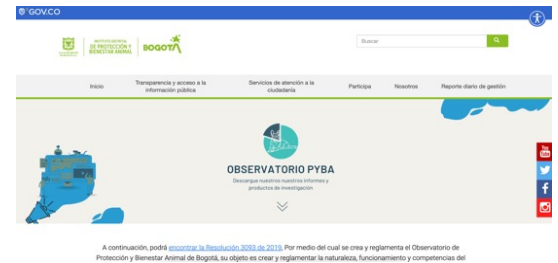 GOV.CO
INSTITUTO DISTRITAL
DE PROTECCIÓN Y
BIENESTAR ANIMAL
BOGOTÁ
Buscar
Inicio
Transparencia y acceso a la
información pública
Servicios de atención a la
ciudadanía
Participa
Nosotros
Reporte diario de gestión
OBSERVATORIO PYBA
Descargue nuestros nuestros informes y
productos de investigación
You
Tube
A continuación, podrá encontrar la Resolución 3093 de 2019, Por medio del cual se crea y reglamenta el Observatorio de
Protección y Bienestar Animal de Bogotá, su objeto es crear y reglamentar la naturaleza, funcionamiento y competencias del